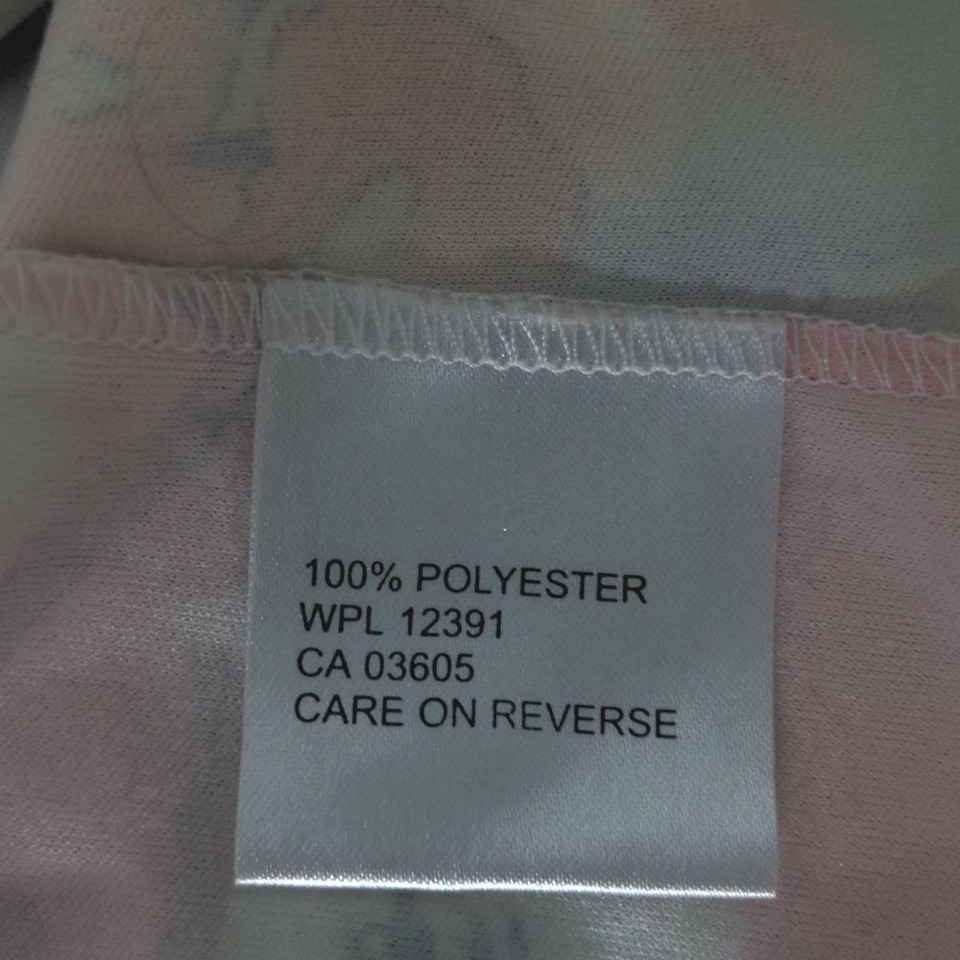 100% POLYESTER
WPL 12391
CA 03605
CARE ON REVERSE